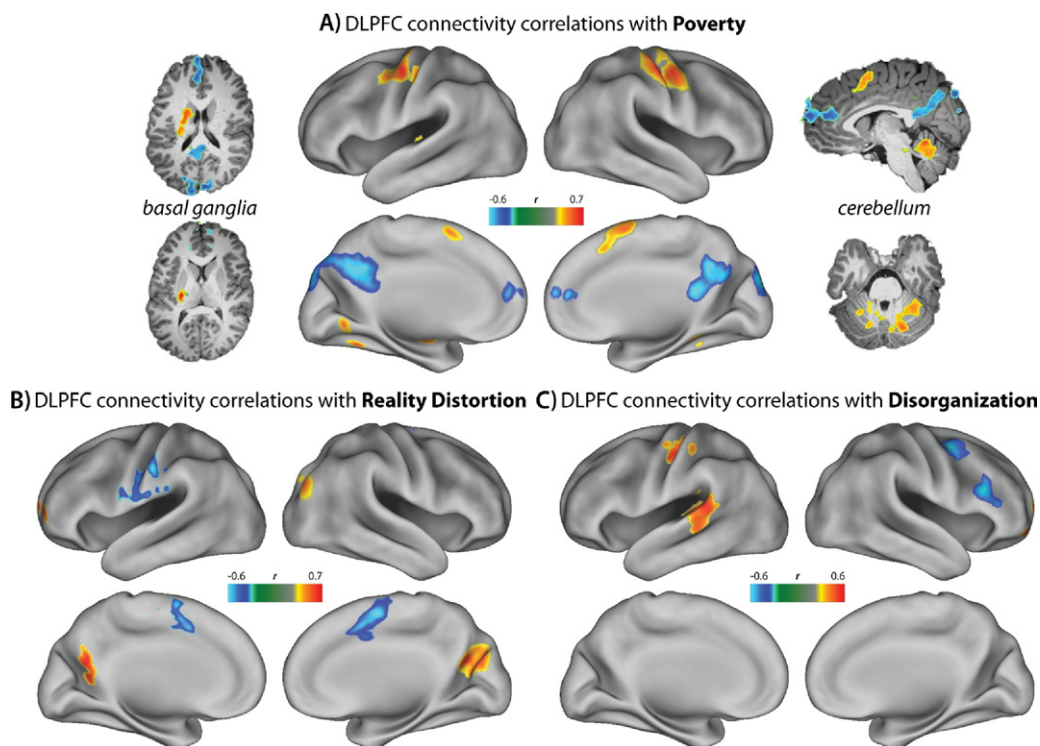 A) DLPFC connectivity correlations with Poverty
basal ganglia
-0.6 r 0.7
cerebellum
B) DLPFC connectivity correlations with Reality Distortion
C) DLPFC connectivity correlations with Disorganization
-0.6 r 0.7
-0.6 r 0.6